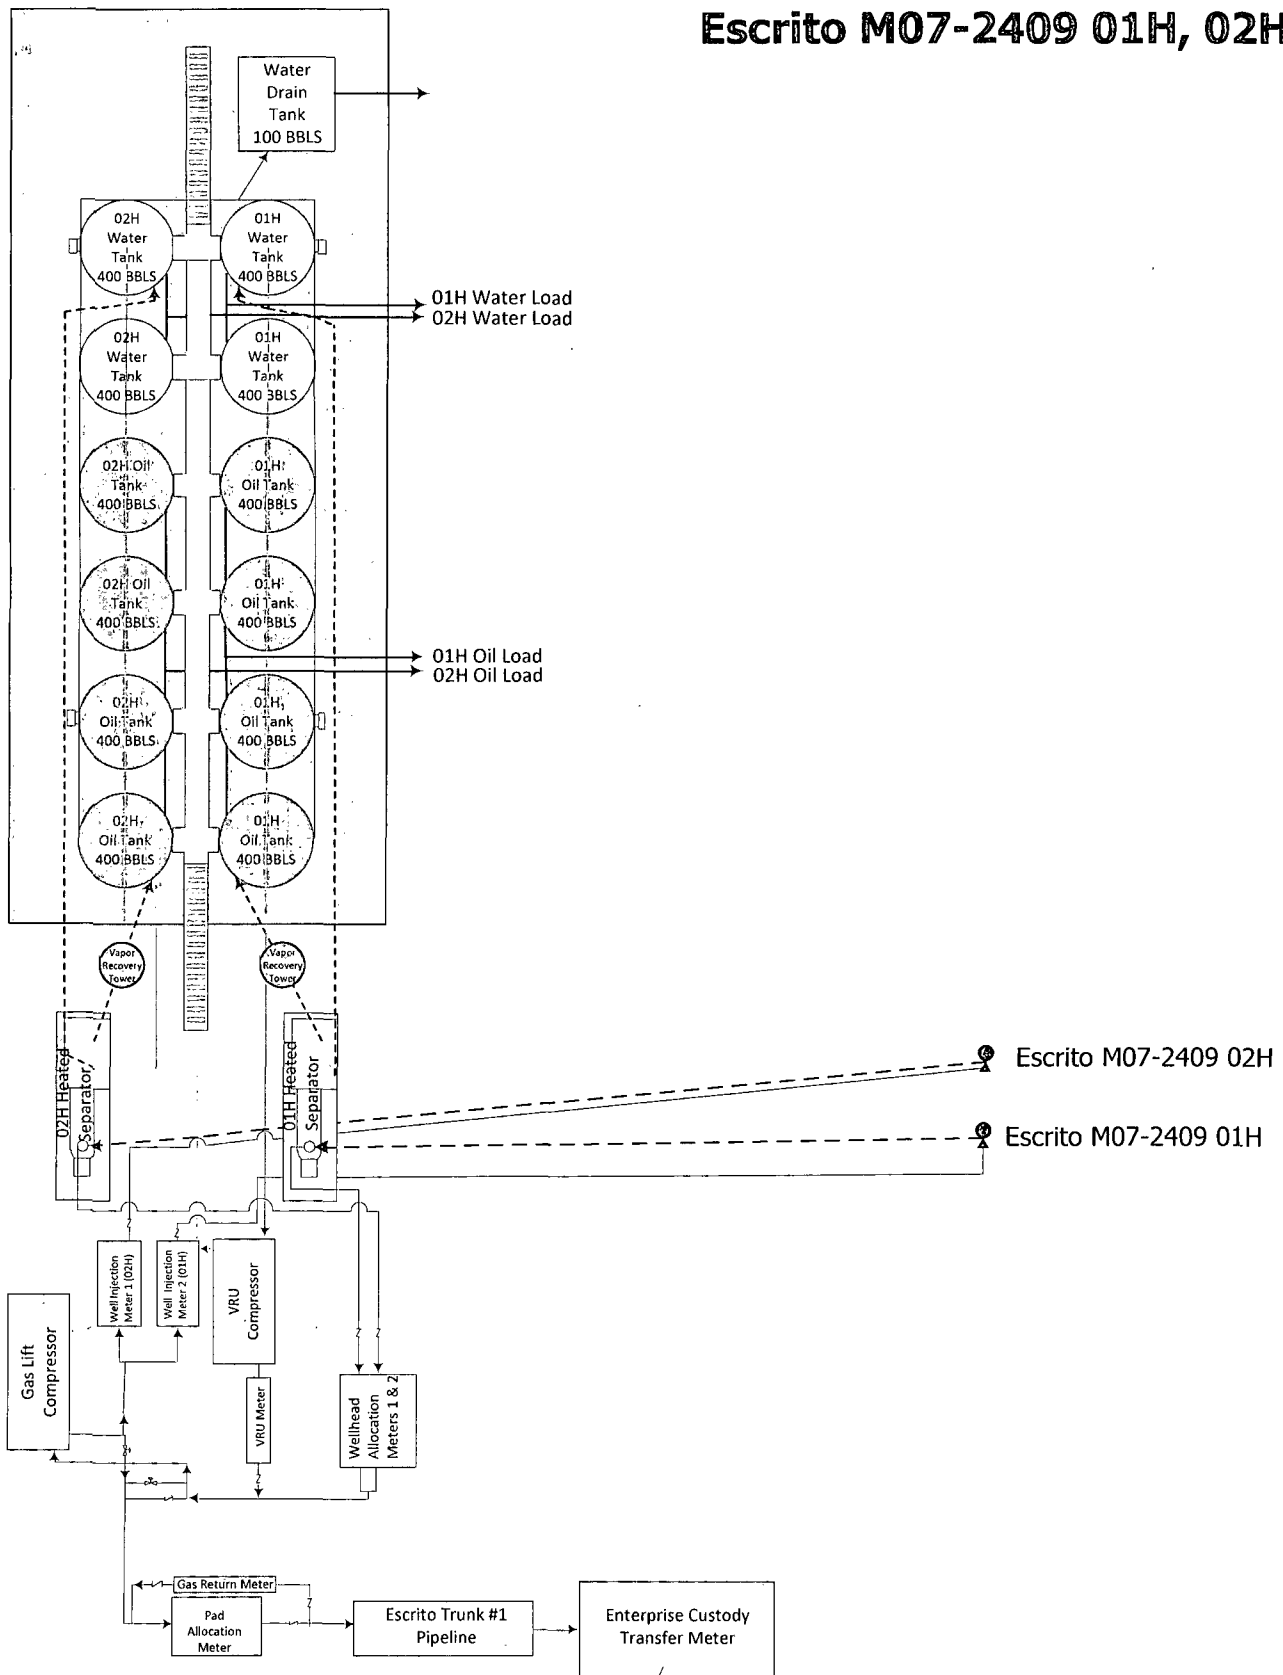 Escrito M07-2409 01H, 02H
Water
Drain
Tank
100 BBLS
02H
Water
Tank
400 BBLS
01H
Water
Tank
400 BBLS
01H Water Load
02H Water Load
02H
Water
Tank
400 BBLS
01H
Water
Tank
400 BBLS
02H Oil
Tank
400 BBLS
01H
Oil Tank
400 BBLS
02H Oil
Tank
400 BBLS
01H
Oil Tank
400 BBLS
01H Oil Load
02H Oil Load
02H
Oil Tank
400 BBLS
01H
Oil Tank
400 BBLS
02H
Oil Tank
400 BBLS
01H
Oil Tank
400 BBLS
Vapor
Recovery
Tower
Vapor
Recovery
Tower
02H Heated
Separator
01H Heated
Separator
Escrito M07-2409 02H
Escrito M07-2409 01H
Well Injection
Meter 1 (02H)
Well Injection
Meter 2 (01H)
VRU
Compressor
Gas Lift
Compressor
VRU Meter
Wellhead
Allocation
Meters 1 & 2
Gas Return Meter
Pad
Allocation
Meter
Escrito Trunk #1
Pipeline
Enterprise Custody
Transfer Meter